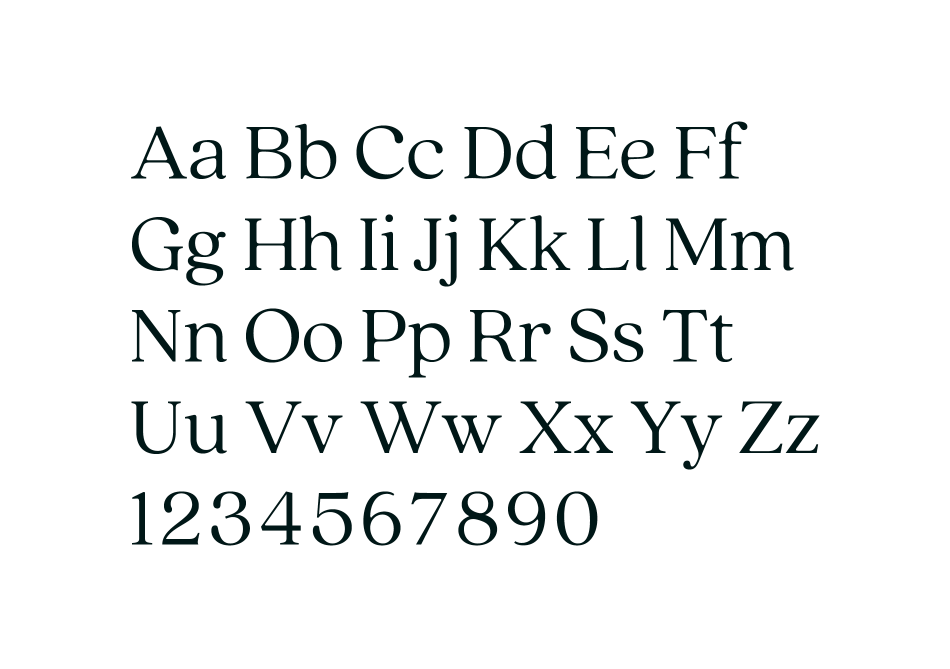 Aa Bb Cc Dd Ee Ff
Gg Hh Ii Jj Kk Ll Mm
Nn Oo Pp Rr Ss Tt
Uu Vv Ww Xx Yy Zz
1234567890